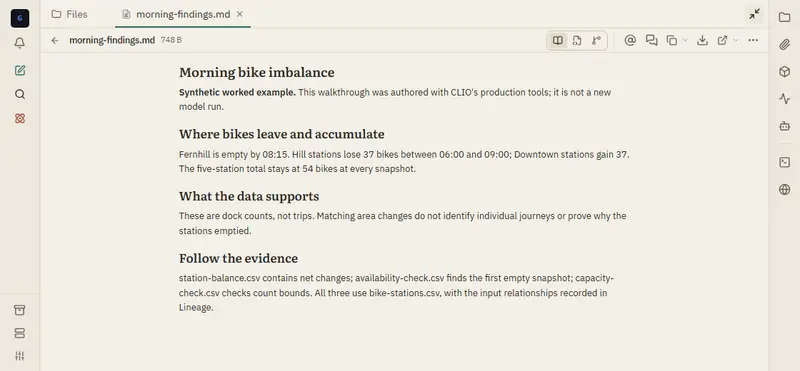 G
Files
morning-findings.md
morning-findings.md 748 B
Morning bike imbalance
Synthetic worked example. This walkthrough was authored with CLIO's production tools; it is not a new
model run.
Where bikes leave and accumulate
Fernhill is empty by 08:15. Hill stations lose 37 bikes between 06:00 and 09:00; Downtown stations gain 37.
The five-station total stays at 54 bikes at every snapshot.
What the data supports
These are dock counts, not trips. Matching area changes do not identify individual journeys or prove why the
stations emptied.
Follow the evidence
station-balance.csv contains net changes; availability-check.csv finds the first empty snapshot; capacity-
check.csv checks count bounds. All three use bike-stations.csv, with the input relationships recorded in
Lineage.